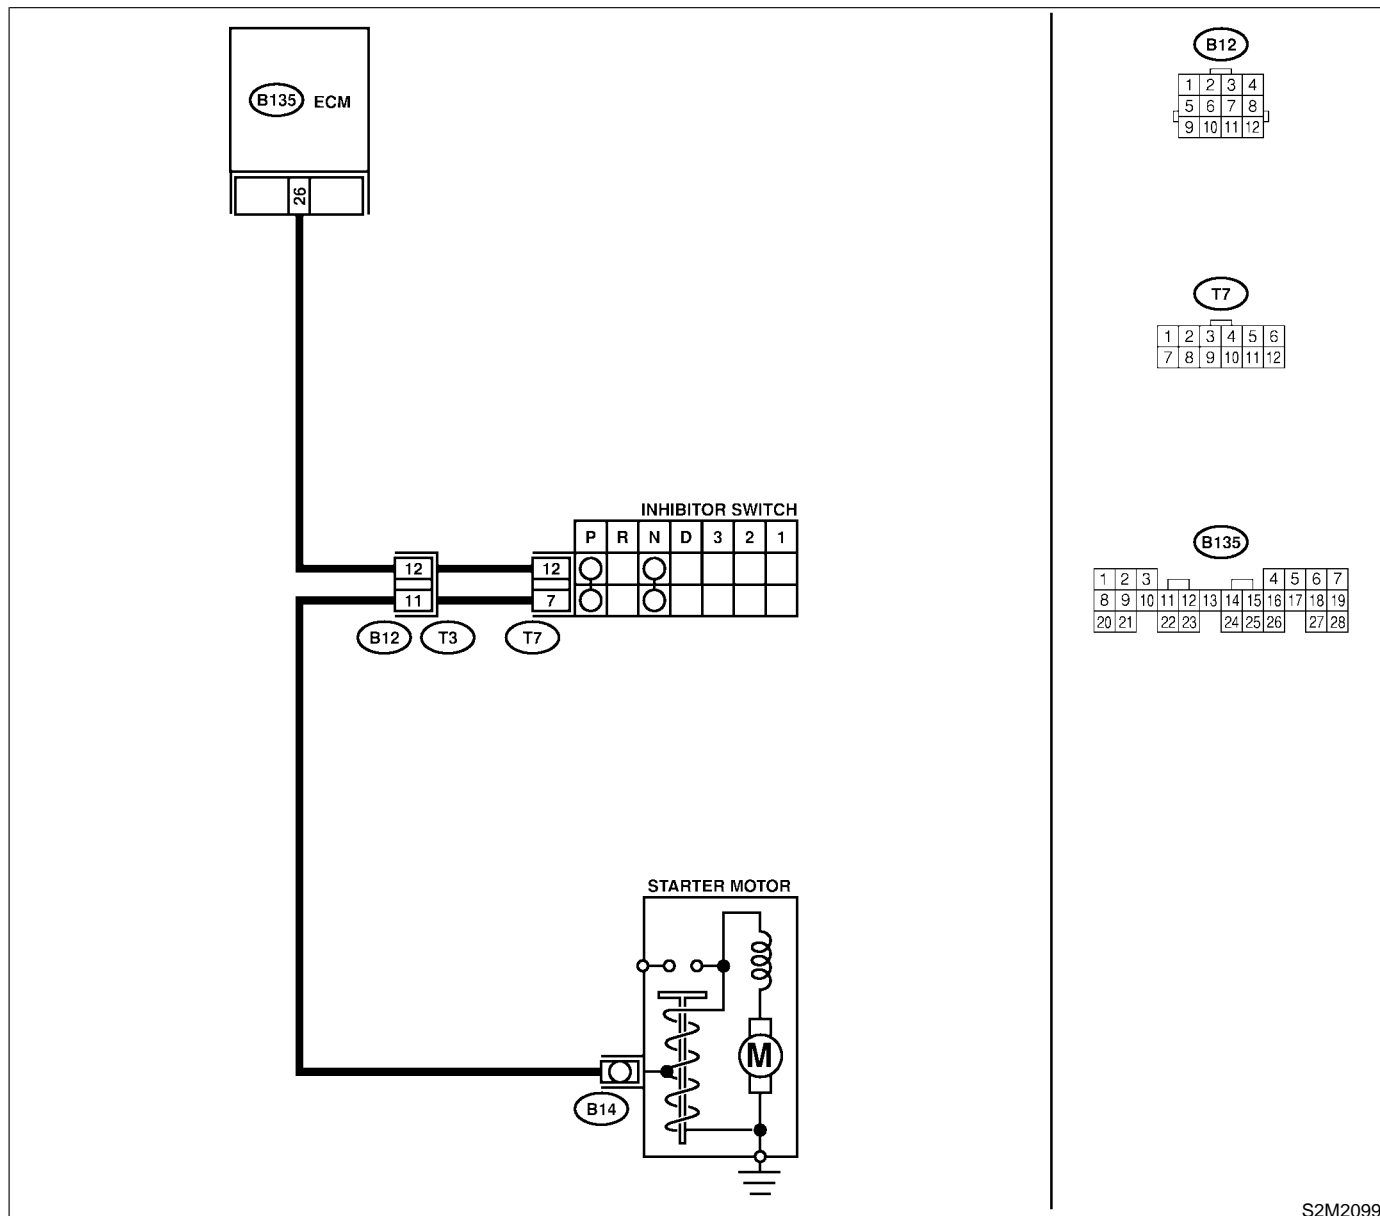 B135 ECM
26
INHIBITOR SWITCH
P R N D 3 2 1
12 12
11 7
B12 T3 T7
STARTER MOTOR
M
B14
B12
1 2 3 4
5 6 7 8
9 10 11 12
T7
1 2 3 4 5 6
7 8 9 10 11 12
B135
1 2 3 4 5 6 7
8 9 10 11 12 13 14 15 16 17 18 19
20 21 22 23 24 25 26 27 28
S2M2099